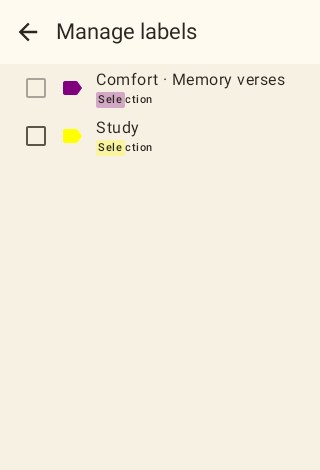 Manage labels
Comfort · Memory verses
Selection
Study
Selection